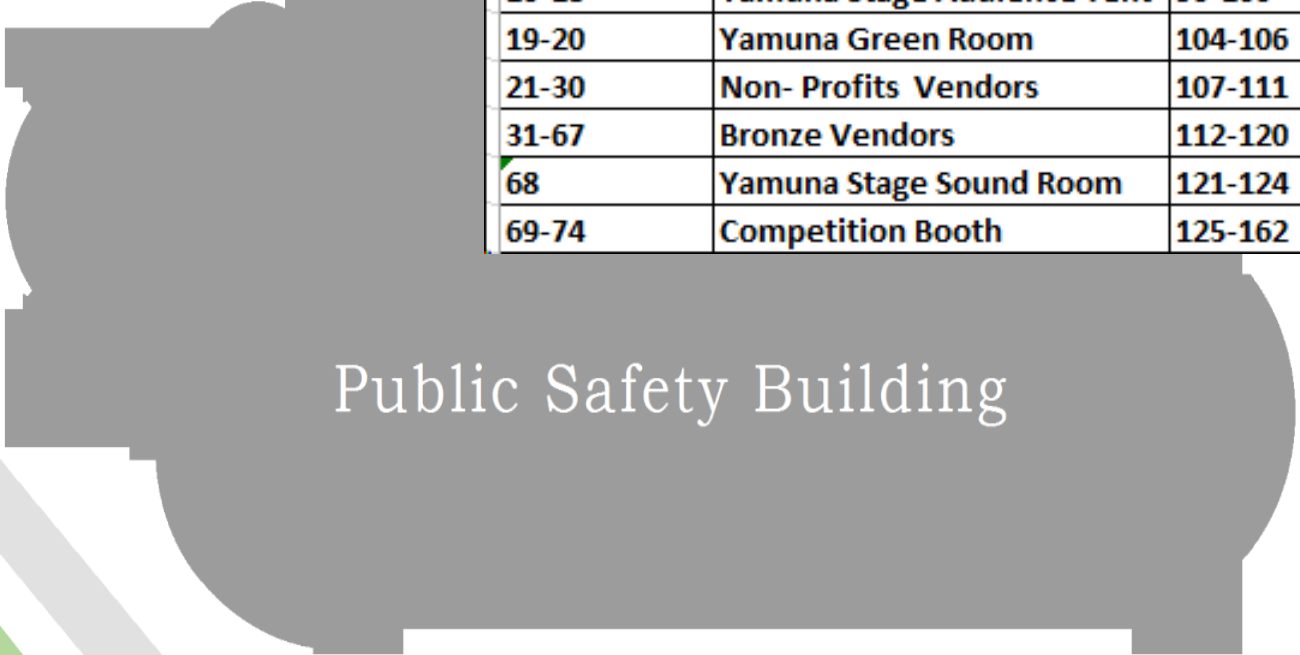 19-20 Yamuna Green Room 104-106
21-30 Non- Profits Vendors 107-111
31-67 Bronze Vendors 112-120
68 Yamuna Stage Sound Room 121-124
69-74 Competition Booth 125-162
Public Safety Building